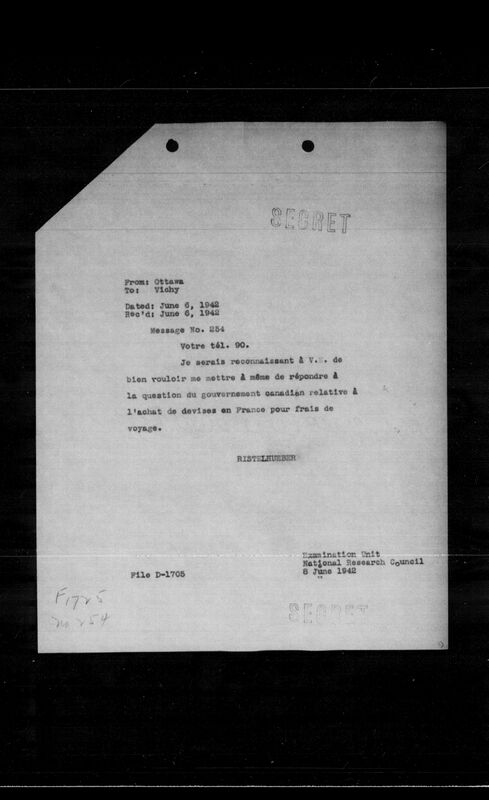 SECRET
From: Ottawa
To: Vichy
Dated: June 6, 1942
Rec'd: June 6, 1942
Message No. 254
Votre tél. 90.
Je serais reconnaissant à V.E. de
bien vouloir me mettre à même de répondre à
la question du gouvernement canadien relative à
l'achat de devises en France pour frais de
voyage.
RISTELHUEBER
Examination Unit
National Research Council
File D-1705
8 June 1942
F1725
No 254
SECRET